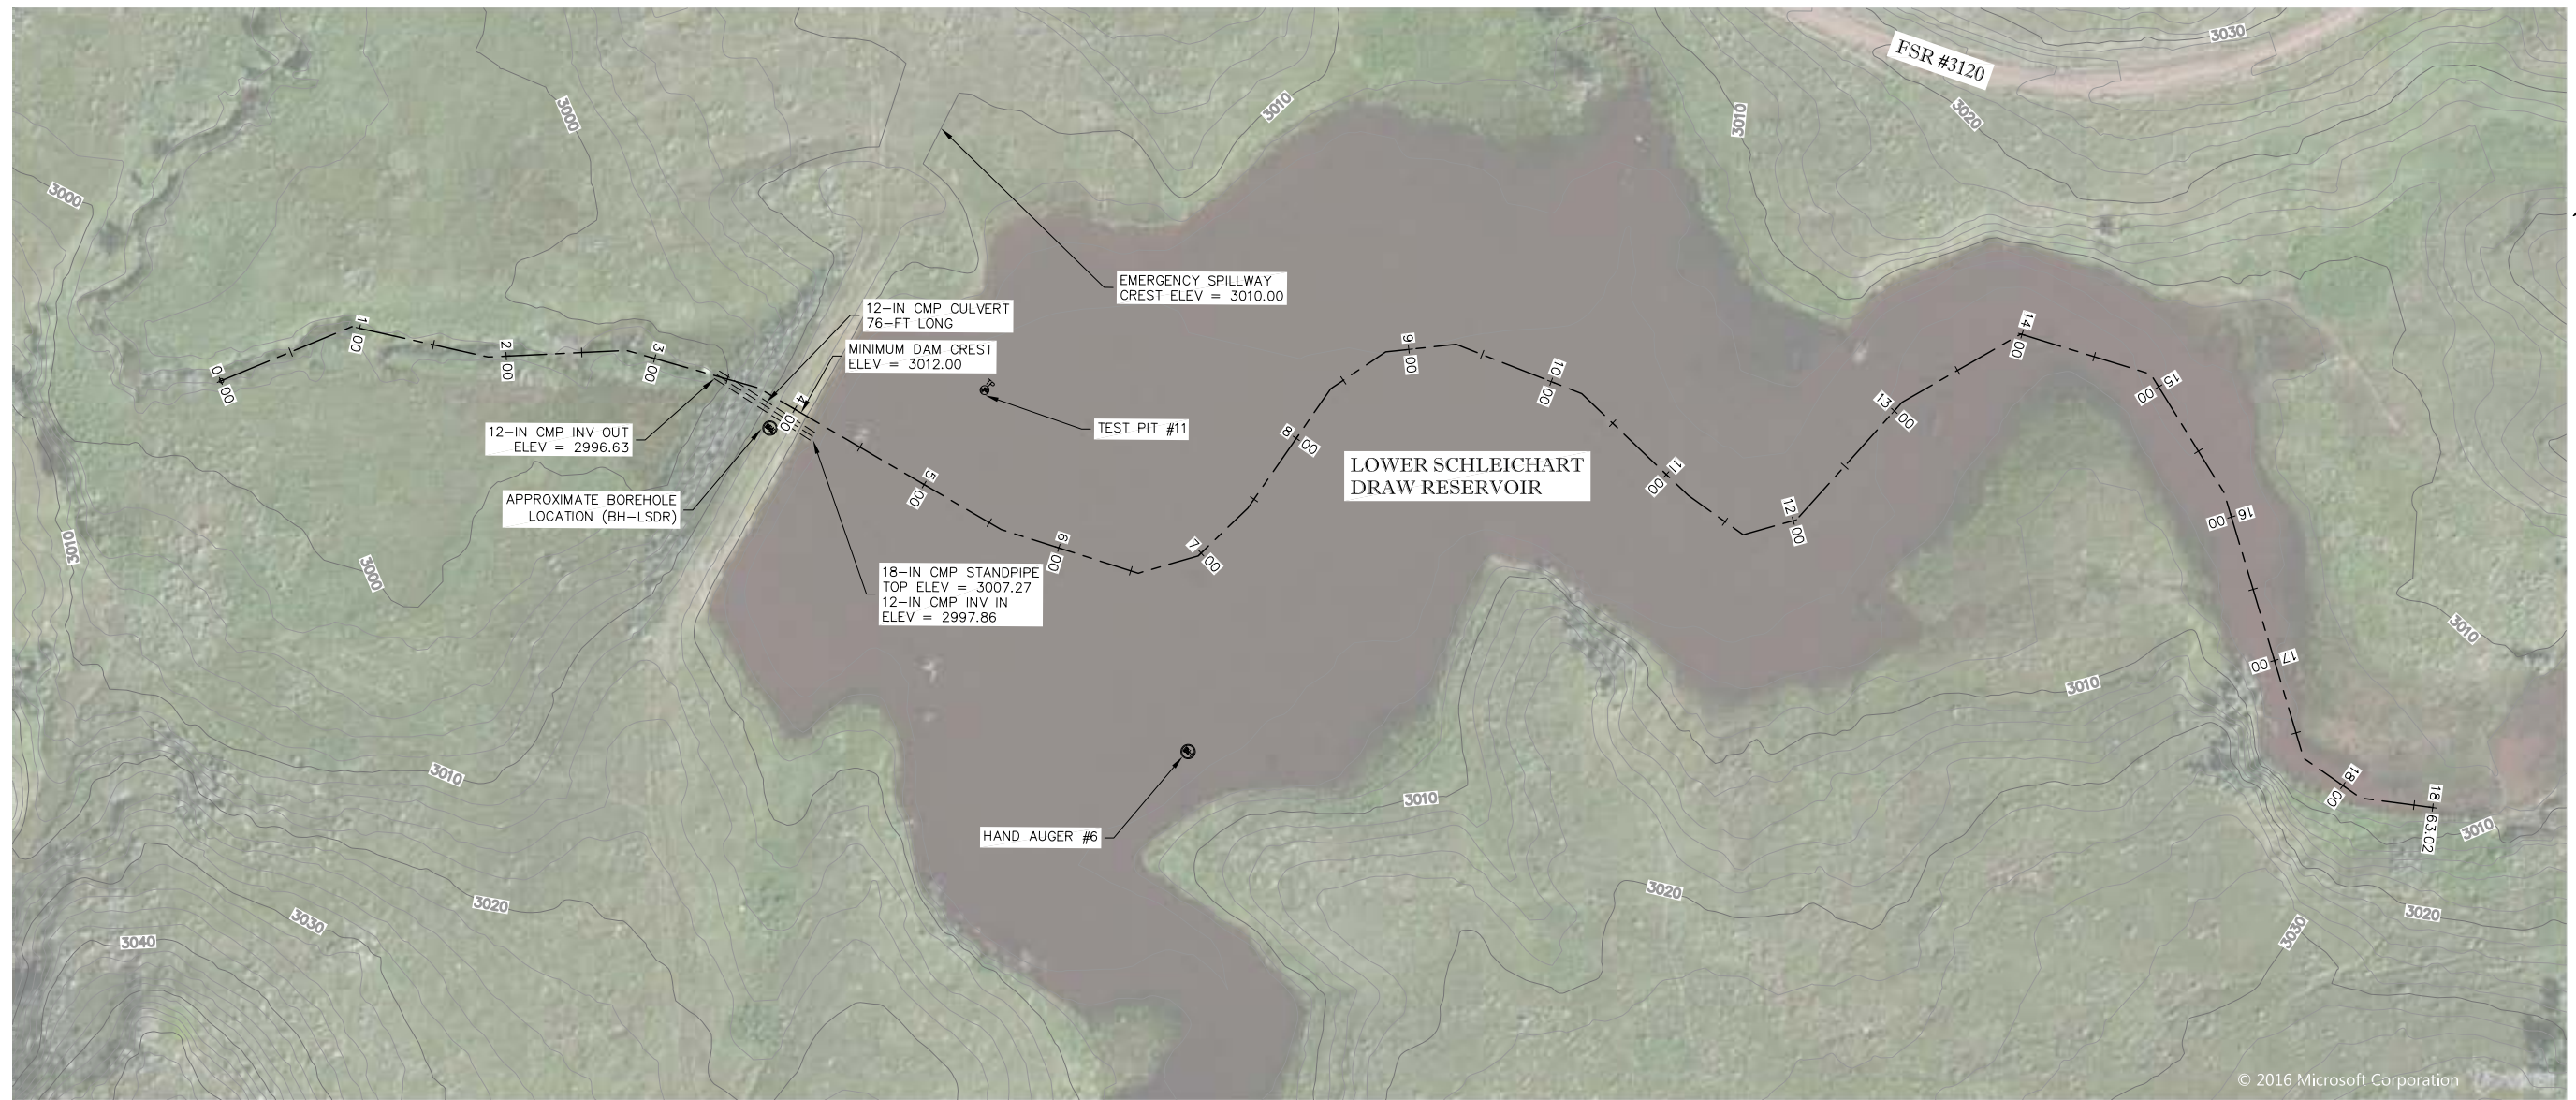 FSR #3120
3030
3020
3010
3010
3000
3000
EMERGENCY SPILLWAY
CREST ELEV = 3010.00
12-IN CMP CULVERT
76-FT LONG
MINIMUM DAM CREST
ELEV = 3012.00
TP
TEST PIT #11
12-IN CMP INV OUT
ELEV = 2996.63
APPROXIMATE BOREHOLE
LOCATION (BH-LSDR)
LOWER SCHLEICHART
DRAW RESERVOIR
18-IN CMP STANDPIPE
TOP ELEV = 3007.27
12-IN CMP INV IN
ELEV = 2997.86
HAND AUGER #6
0 00
1 00
2 00
3 00
4 00
5 00
6 00
7 00
8 00
9 00
10 00
11 00
12 00
13 00
14 00
15 00
16 00
17 00
18 00
18 63.02
3010
3000
3010
3010
3010
3010
3010
3020
3020
3020
3030
3030
3040
© 2016 Microsoft Corporation